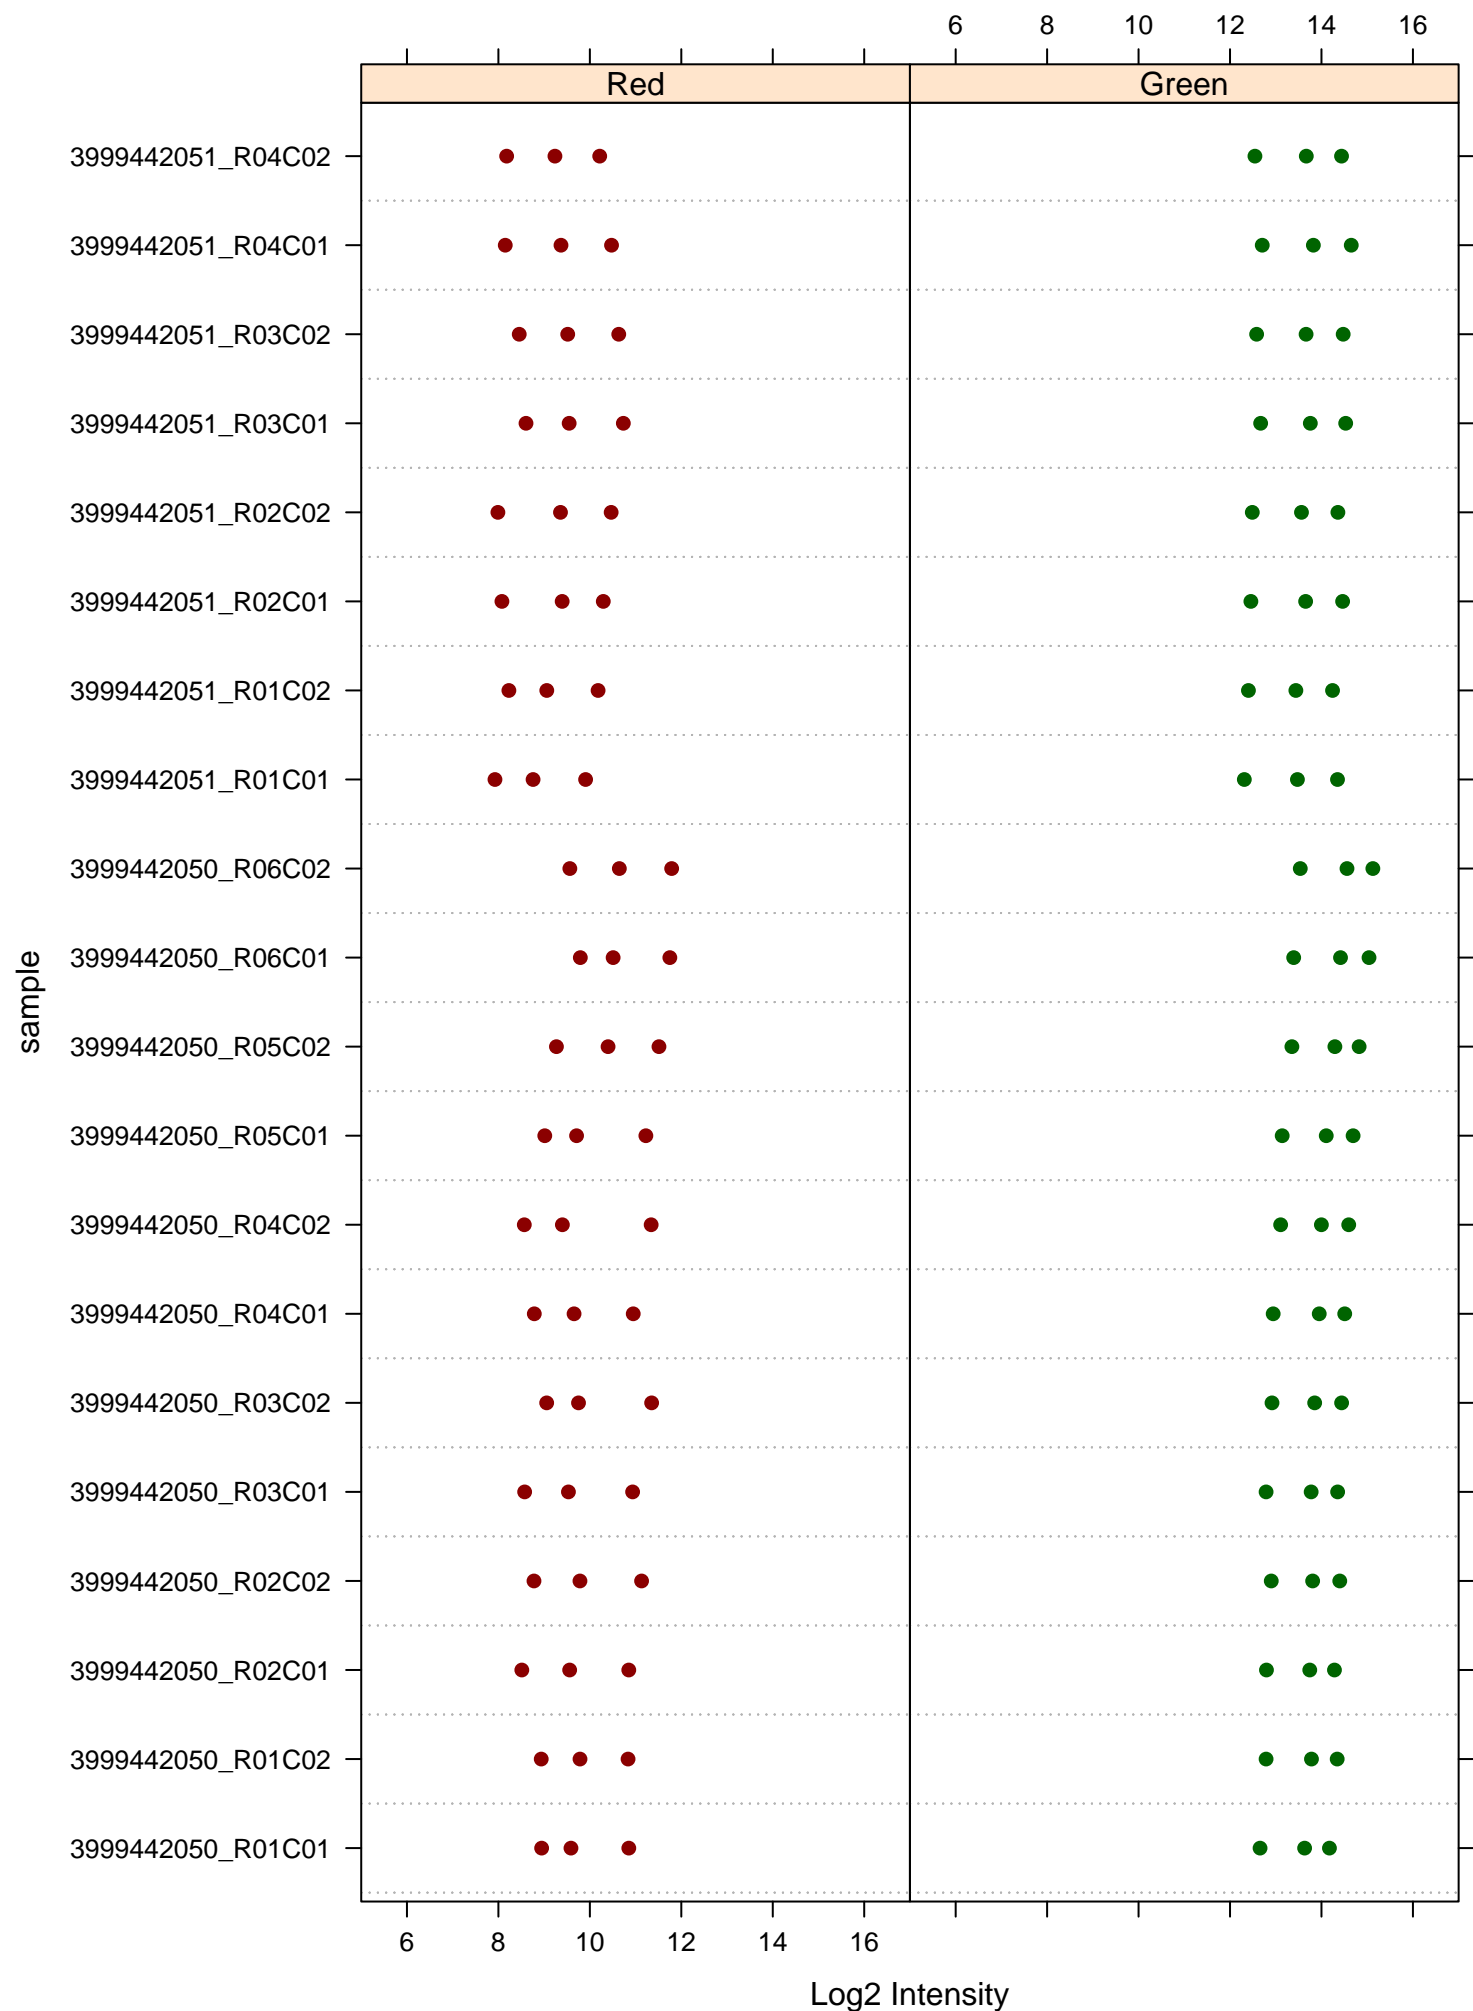 6 8 10 12 14 16
Red Green
3999442051_R04C02
3999442051_R04C01
3999442051_R03C02
3999442051_R03C01
3999442051_R02C02
3999442051_R02C01
3999442051_R01C02
3999442051_R01C01
3999442050_R06C02
3999442050_R06C01
3999442050_R05C02
3999442050_R05C01
3999442050_R04C02
3999442050_R04C01
3999442050_R03C02
3999442050_R03C01
3999442050_R02C02
3999442050_R02C01
3999442050_R01C02
3999442050_R01C01
sample
6 8 10 12 14 16
Log2 Intensity